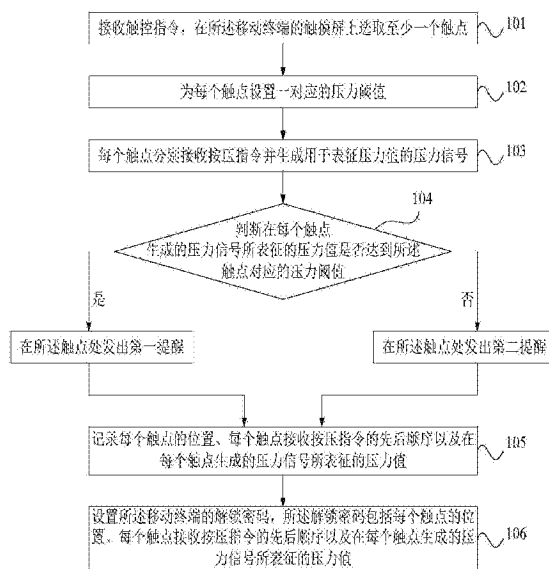 接收触控指令，在所述移动终端的触摸屏上选取至少一个触点
101
为每个触点设置一对应的压力阈值
102
每个触点分别接收按压指令并生成用于表征压力值的压力信号
103
104
判断在每个触点
生成的压力信号所表征的压力值是否达到所述
触点对应的压力阈值
是
否
在所述触点处发出第一提醒
在所述触点处发出第二提醒
记录每个触点的位置、每个触点接收按压指令的先后顺序以及在
每个触点生成的压力信号所表征的压力值
105
设置所述移动终端的解锁密码，所述解锁密码包括每个触点的位
置、每个触点接收按压指令的先后顺序以及在每个触点生成的压
力信号所表征的压力值
106